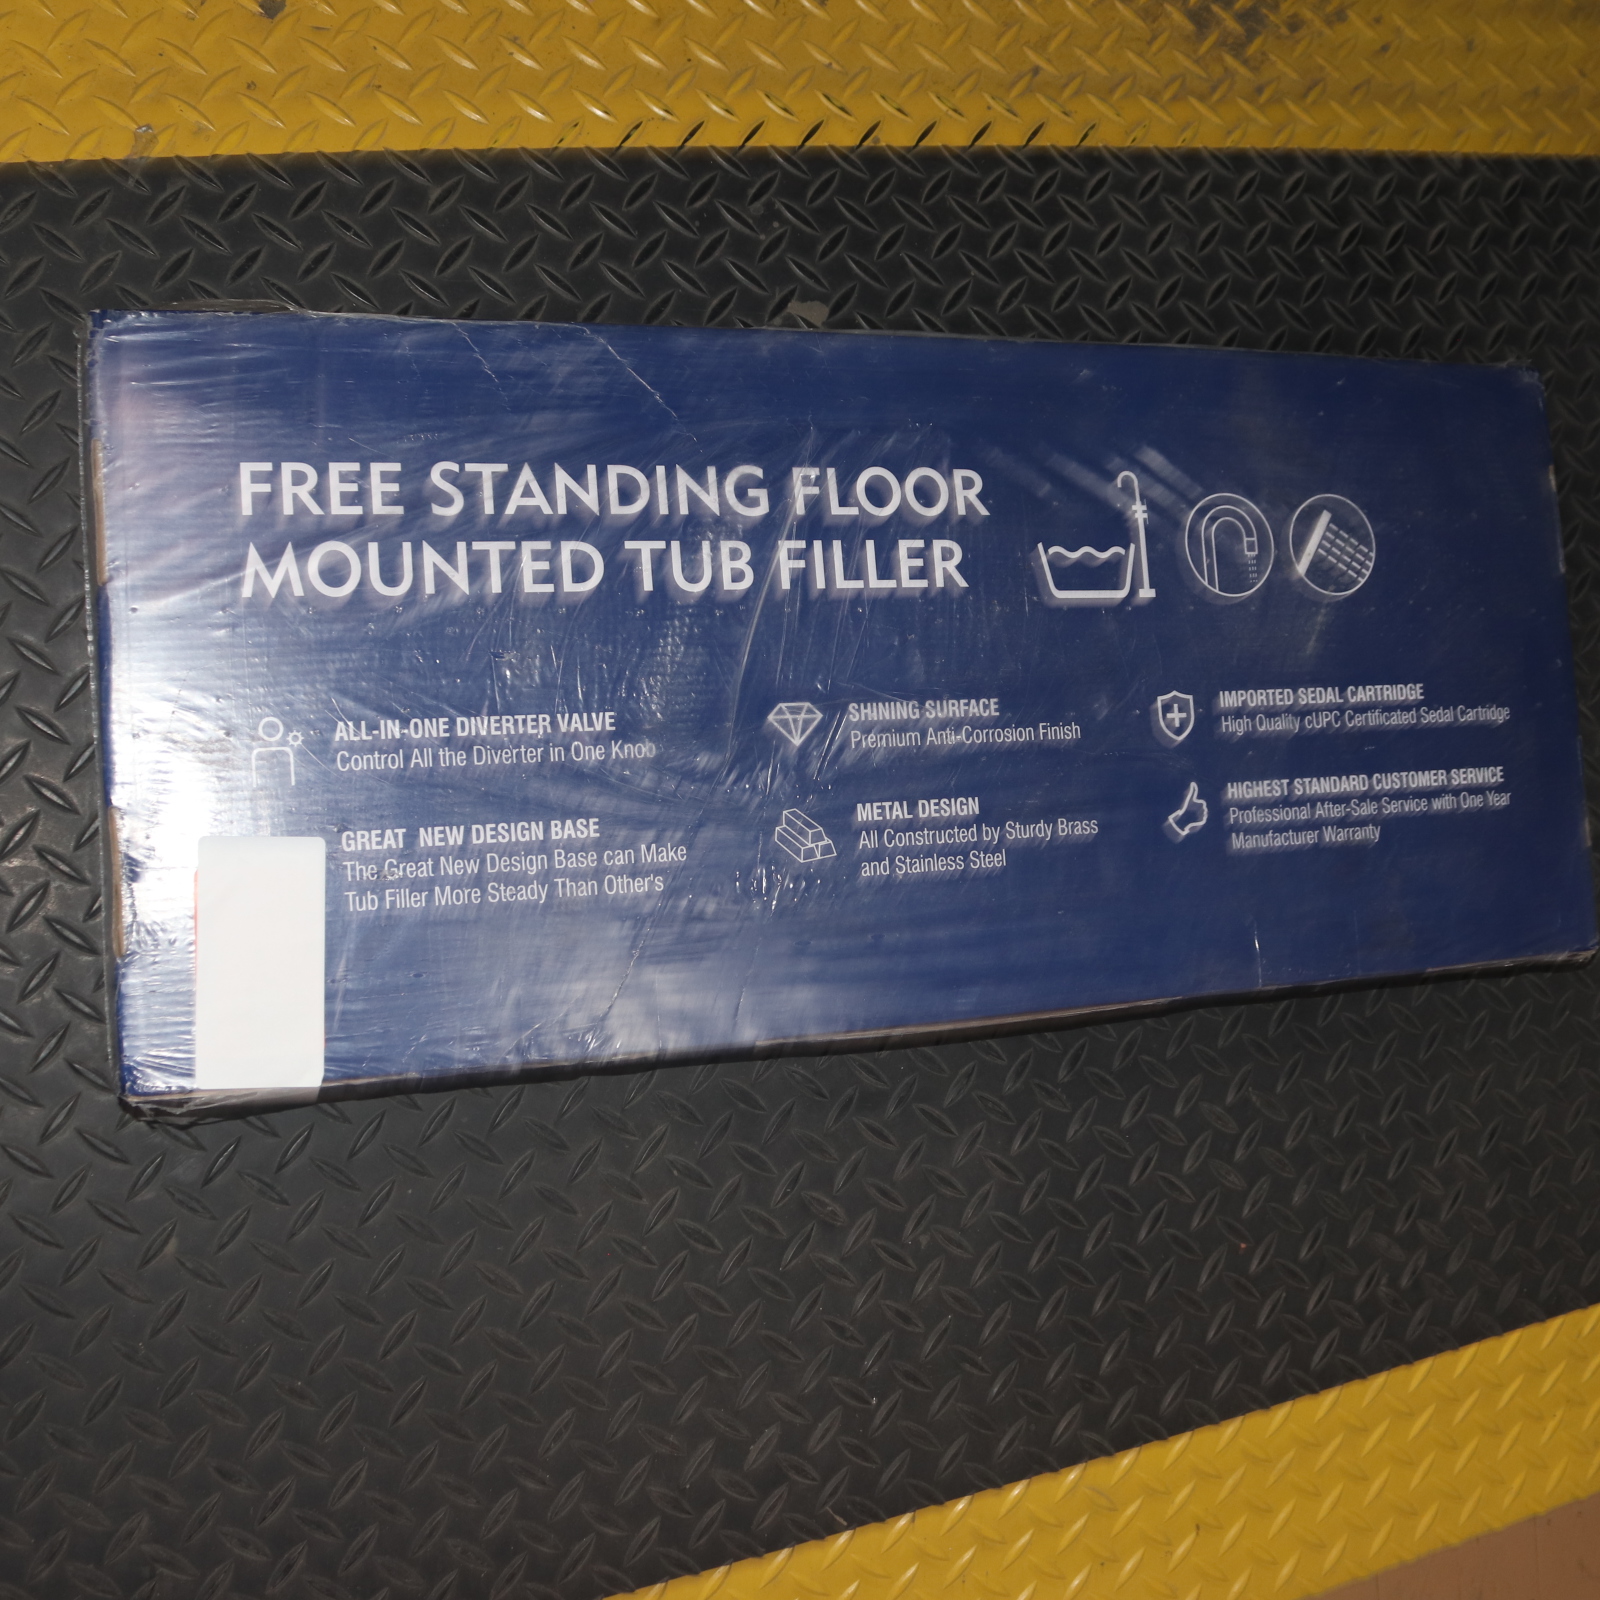 FREE STANDING FLOOR
MOUNTED TUB FILLER
ALL-IN-ONE DIVERTER VALVE
Control All the Diverter in One Knob
GREAT NEW DESIGN BASE
The Great New Design Base can Make
Tub Filler More Steady Than Other's
SHINING SURFACE
Premium Anti-Corrosion Finish
METAL DESIGN
All Constructed by Sturdy Brass
and Stainless Steel
IMPORTED SEDAL CARTRIDGE
High Quality cUPC Certificated Sedal Cartridge
HIGHEST STANDARD CUSTOMER SERVICE
Professional After-Sale Service with One Year
Manufacturer Warranty